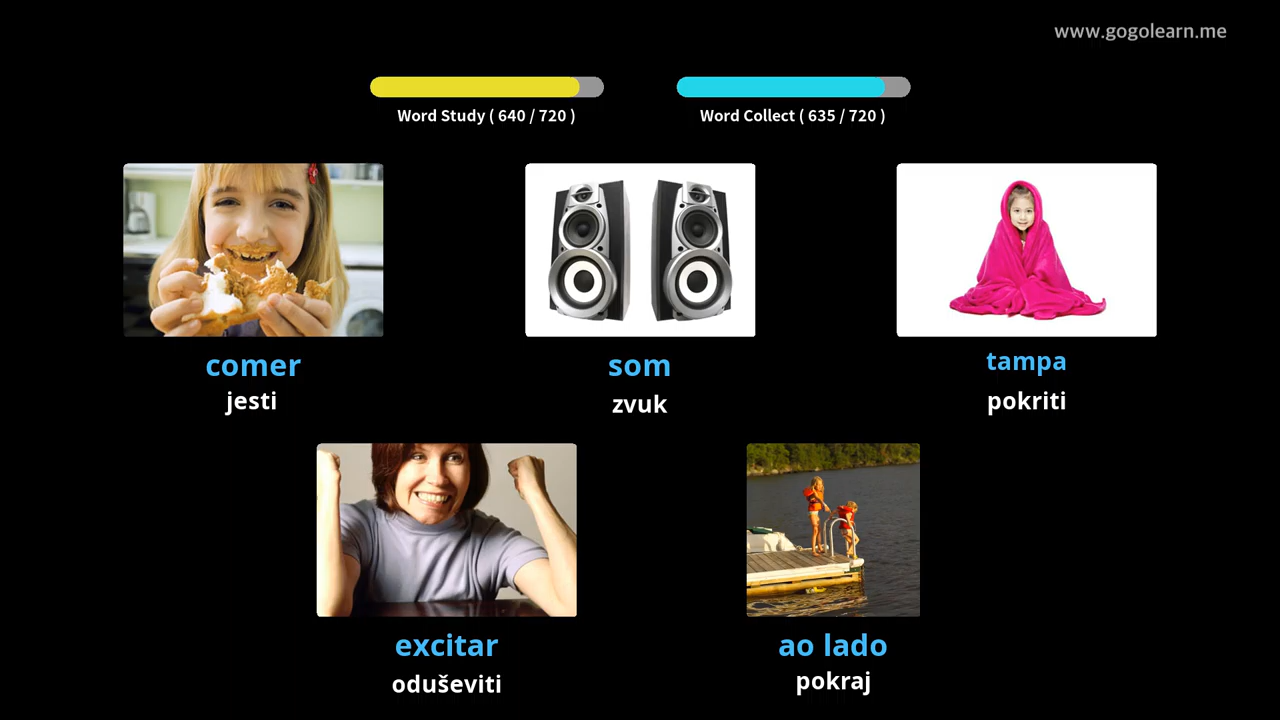 www.gogolearn.me
Word Study ( 640 / 720 )
Word Collect ( 635 / 720 )
comer
jesti
som
zvuk
tampa
pokriti
excitar
oduševiti
ao lado
pokraj